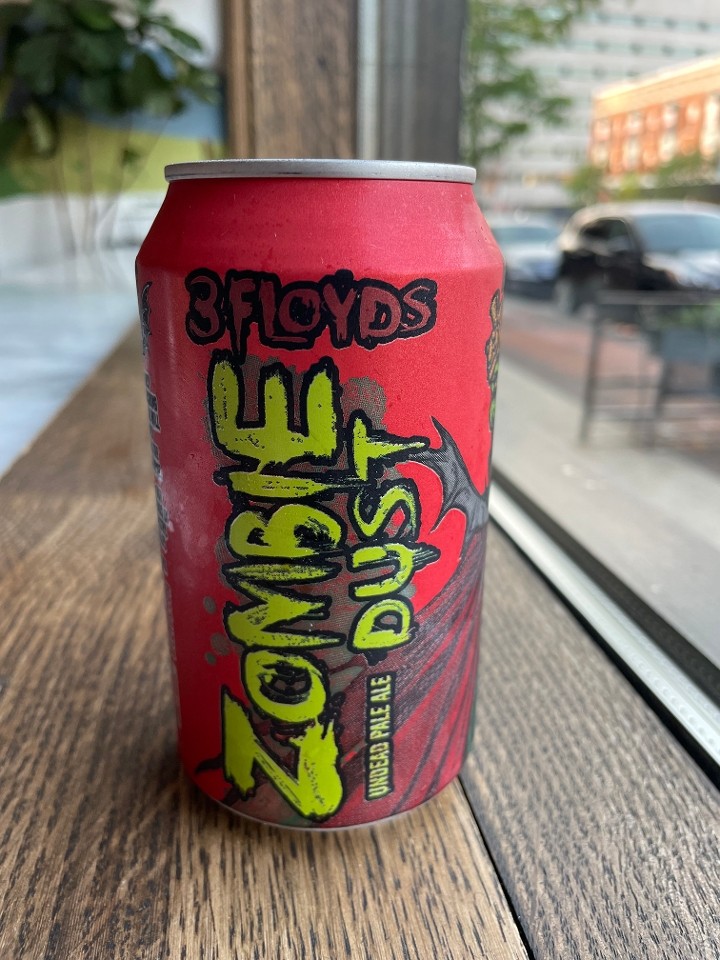 3 FLOYDS
ZOMBIE
DUST
UNDEAD PALE ALE